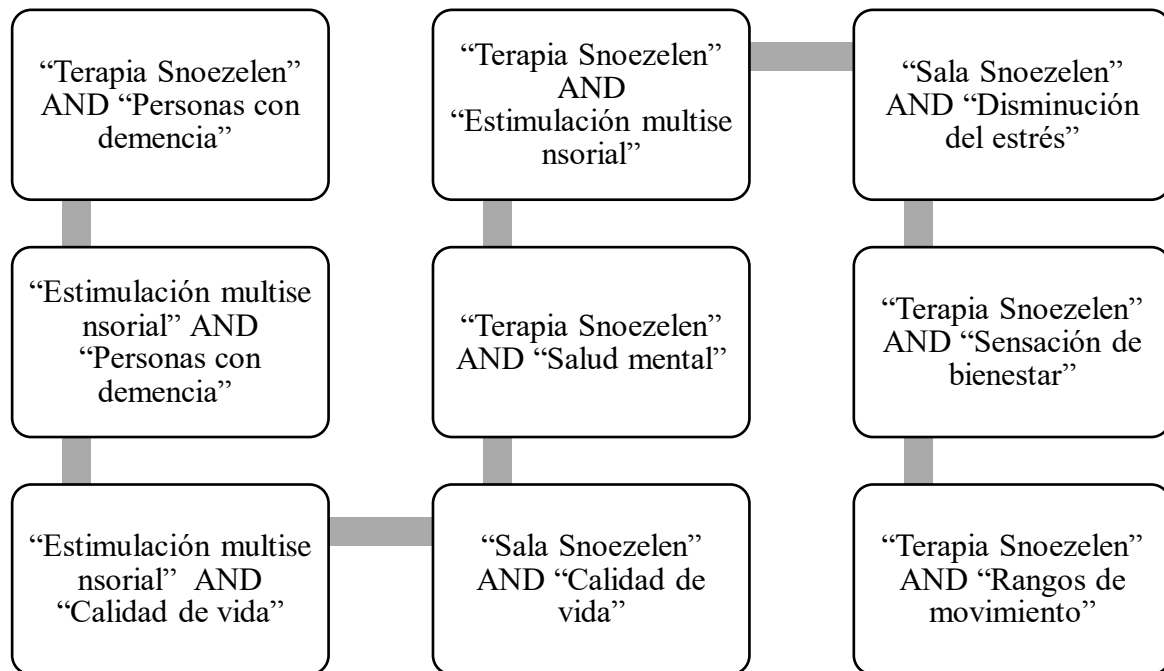 “Terapia Snoezelen”
AND “Personas con
demencia”
“Estimulación multise
nsorial” AND
“Personas con
demencia”
“Estimulación multise
nsorial” AND
“Calidad de vida”
“Sala Snoezelen”
AND “Calidad de
vida”
“Terapia Snoezelen”
AND “Salud mental”
“Terapia Snoezelen”
AND
“Estimulación multise
nsorial”
“Sala Snoezelen”
AND “Disminución
del estrés”
“Terapia Snoezelen”
AND “Sensación de
bienestar”
“Terapia Snoezelen”
AND “Rangos de
movimiento”